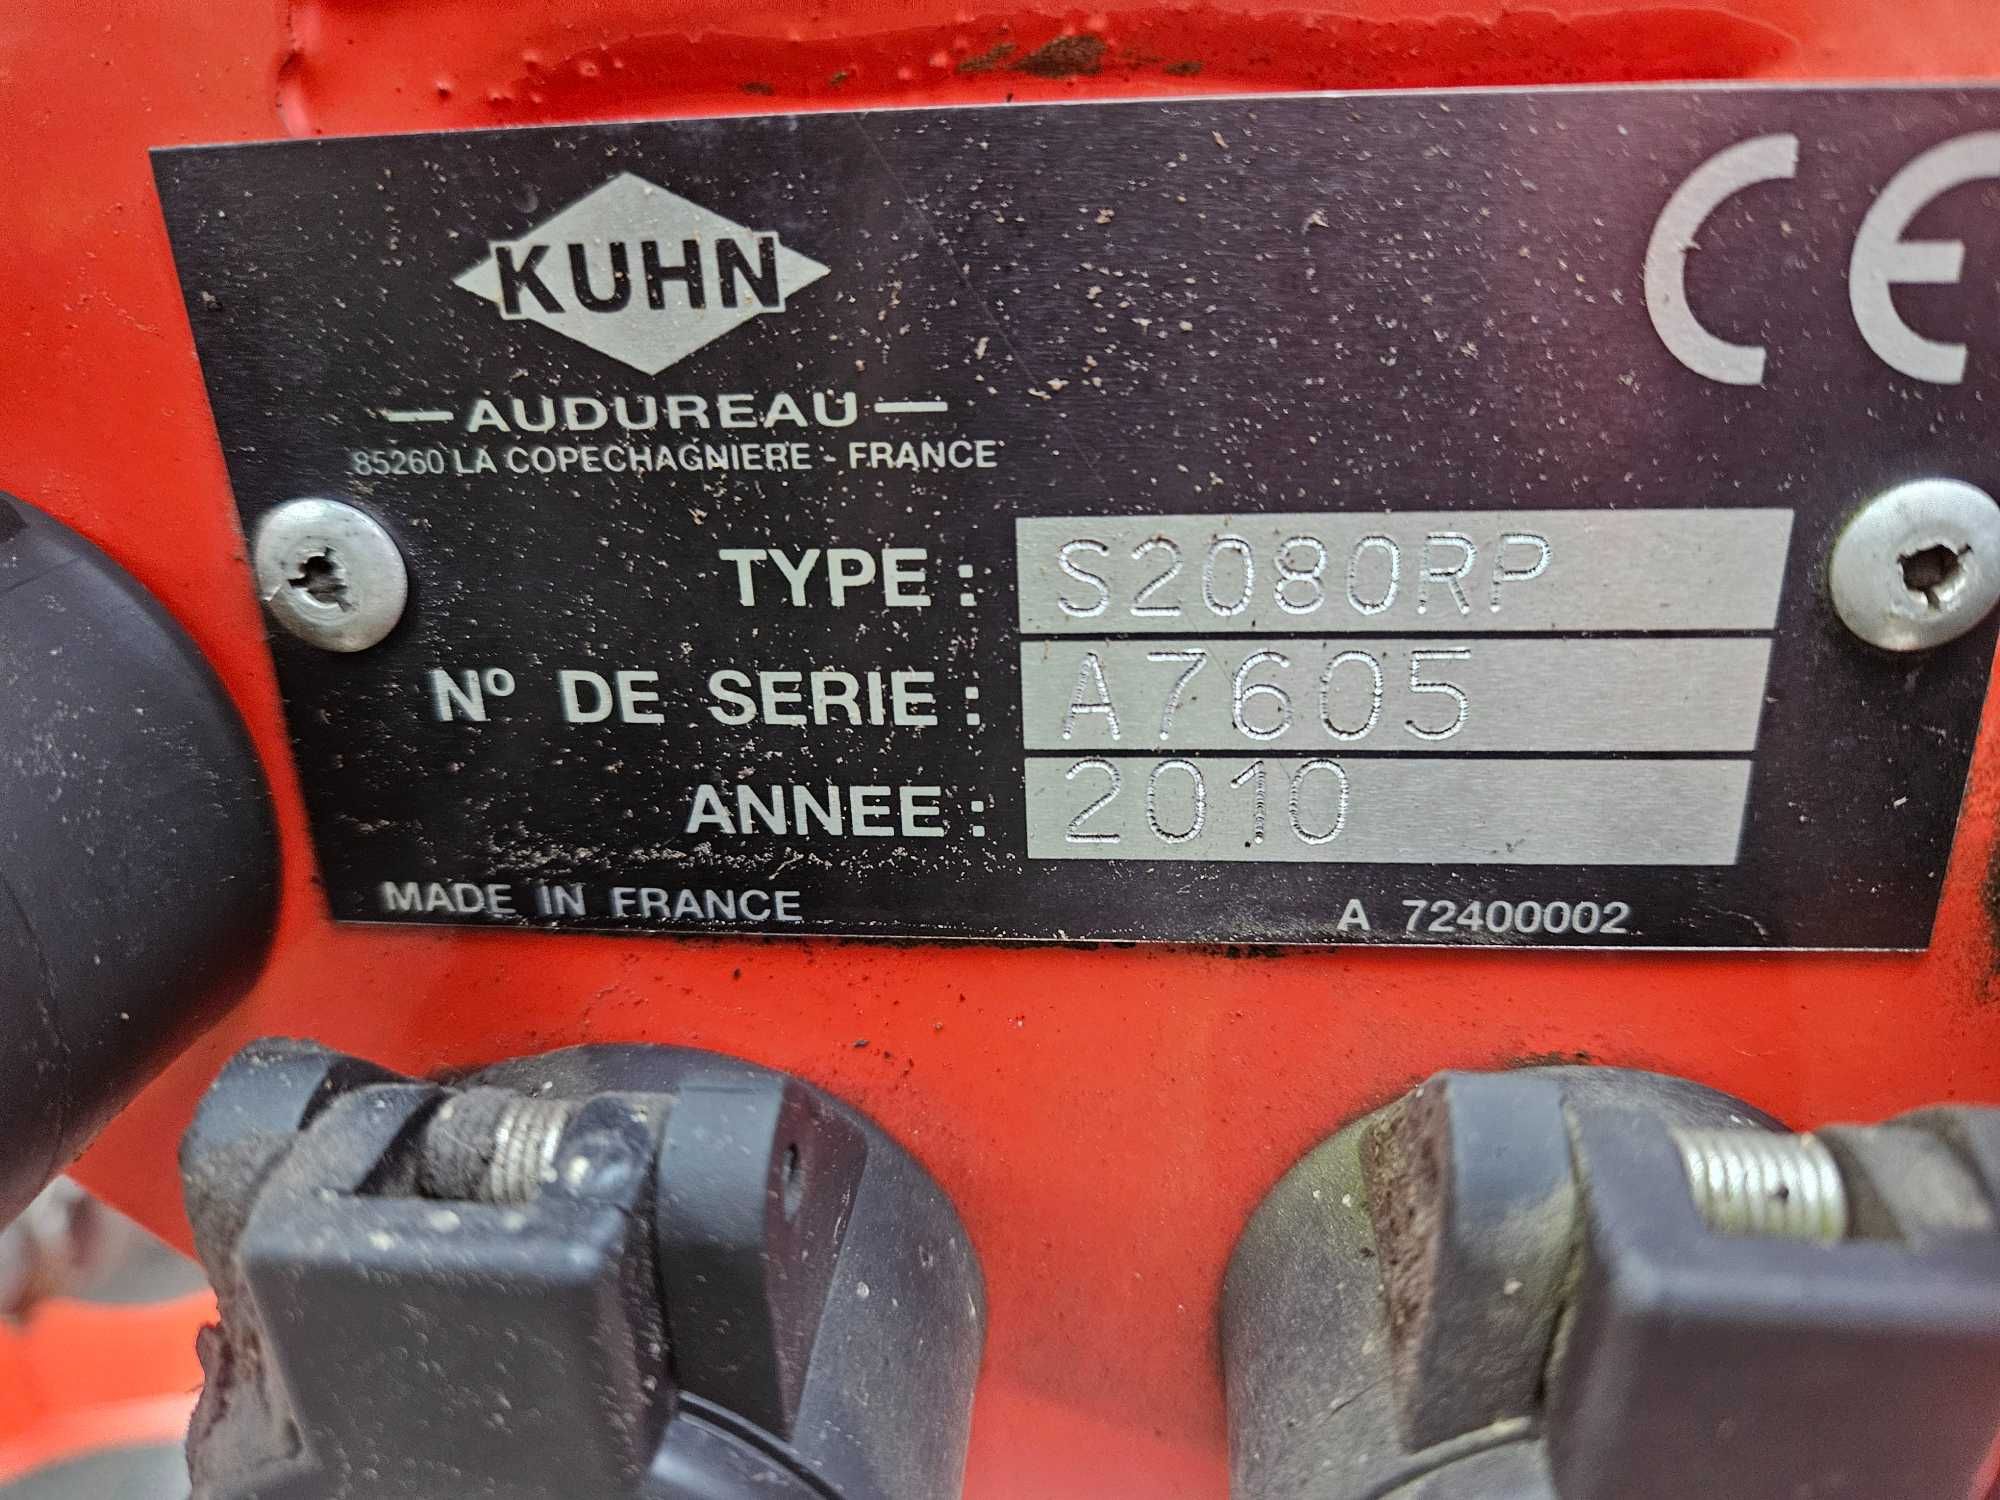 KUHN
CE
AUDUREAU
85260 LA COPECHAGNIERE - FRANCE
TYPE : S2080RP
Nº DE SERIE : A7605
ANNEE : 2010
MADE IN FRANCE
A 72400002